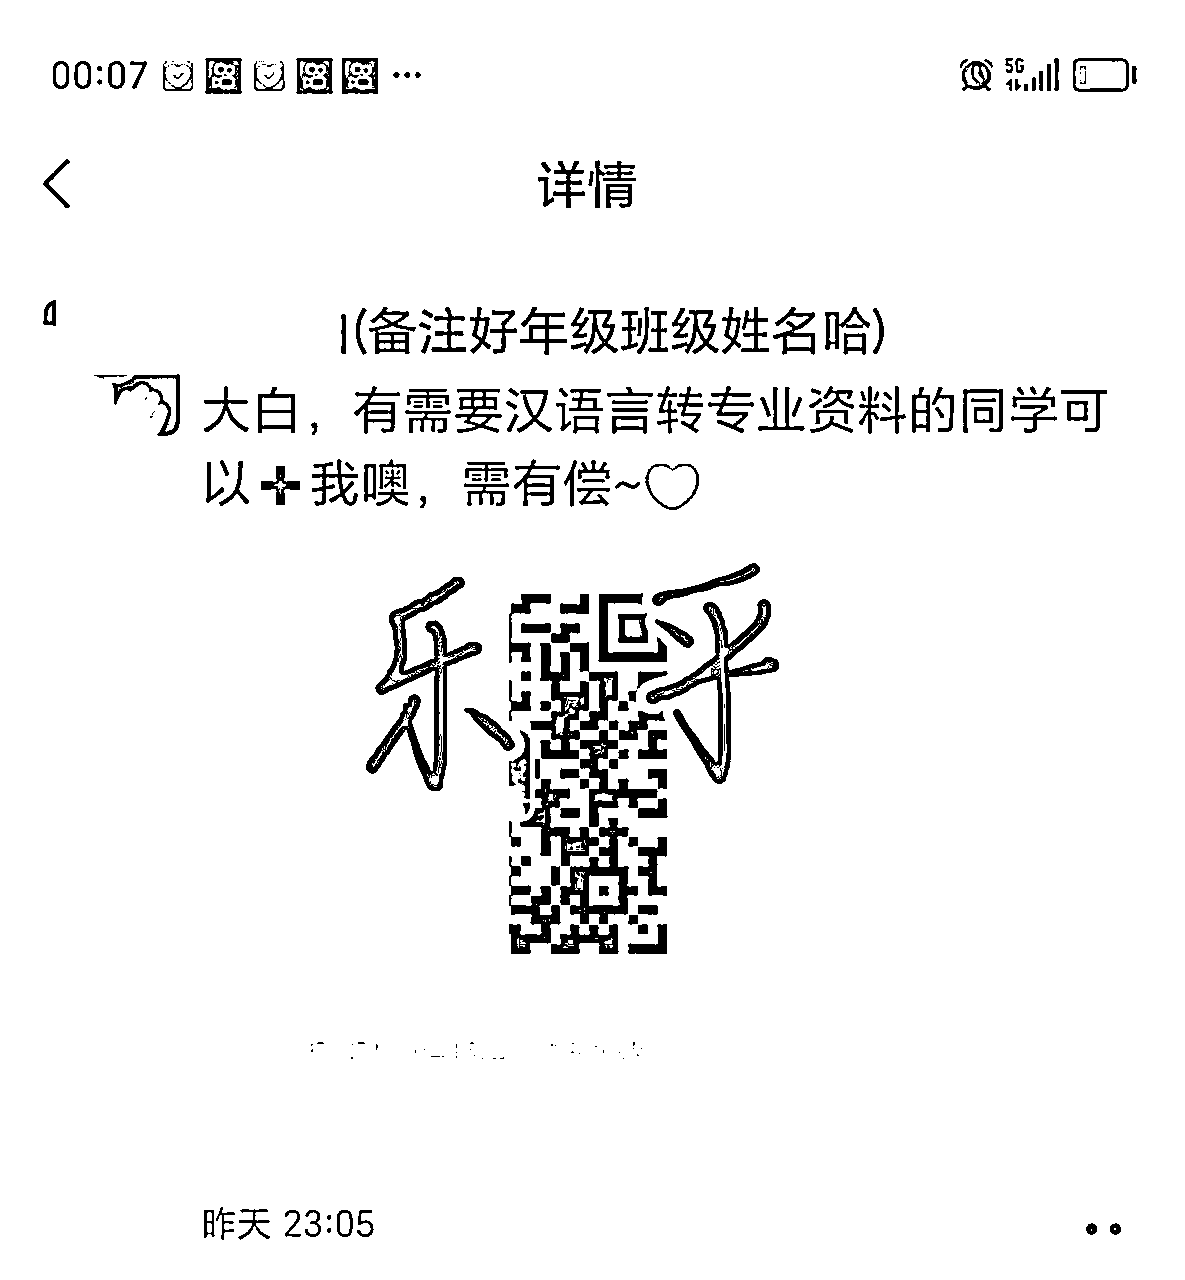 00:07 ... 5G
详情
(备注好年级班级姓名哈)
大白，有需要汉语言转专业资料的同学可
以➕我噢，需有偿~♡
乐乎
昨天 23:05